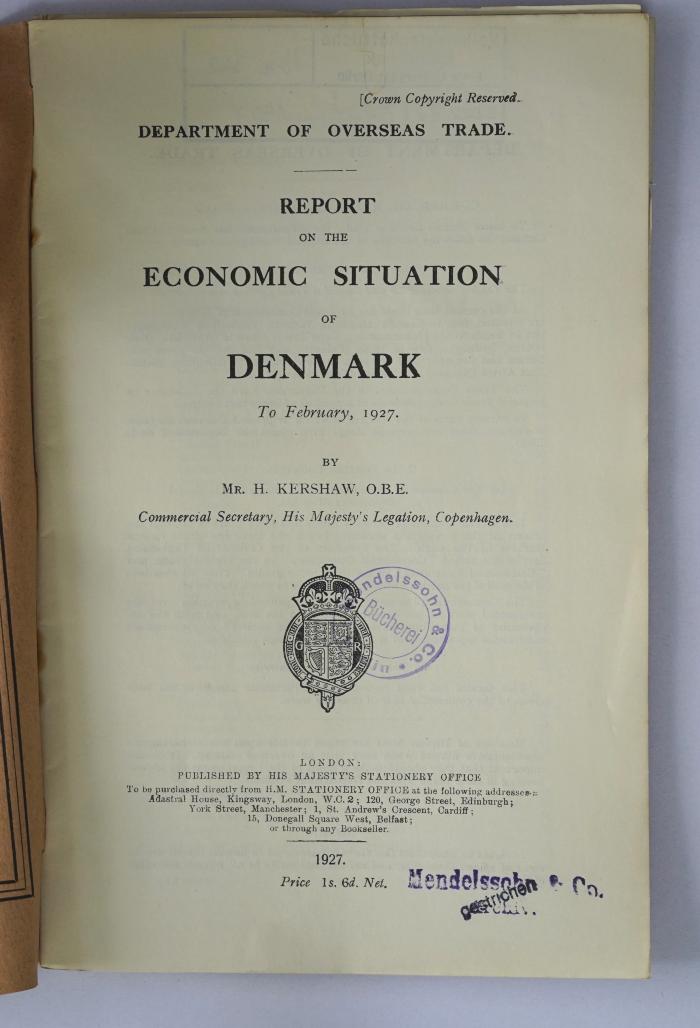 [Crown Copyright Reserved.
DEPARTMENT OF OVERSEAS TRADE.
REPORT
ON THE
ECONOMIC SITUATION
OF
DENMARK
To February, 1927.
BY
MR. H. KERSHAW, O.B.E.
Commercial Secretary, His Majesty's Legation, Copenhagen.
G R
ndelssohn & Co.
Bücherei
LONDON:
PUBLISHED BY HIS MAJESTY'S STATIONERY OFFICE
To be purchased directly from H.M. STATIONERY OFFICE at the following addresses:
Adastral House, Kingsway, London, W.C. 2; 120, George Street, Edinburgh;
York Street, Manchester; 1, St. Andrew's Crescent, Cardiff;
15, Donegall Square West, Belfast;
or through any Bookseller.
1927.
Price 1s. 6d. Net.
Mendelssohn & Co.
gestrichen